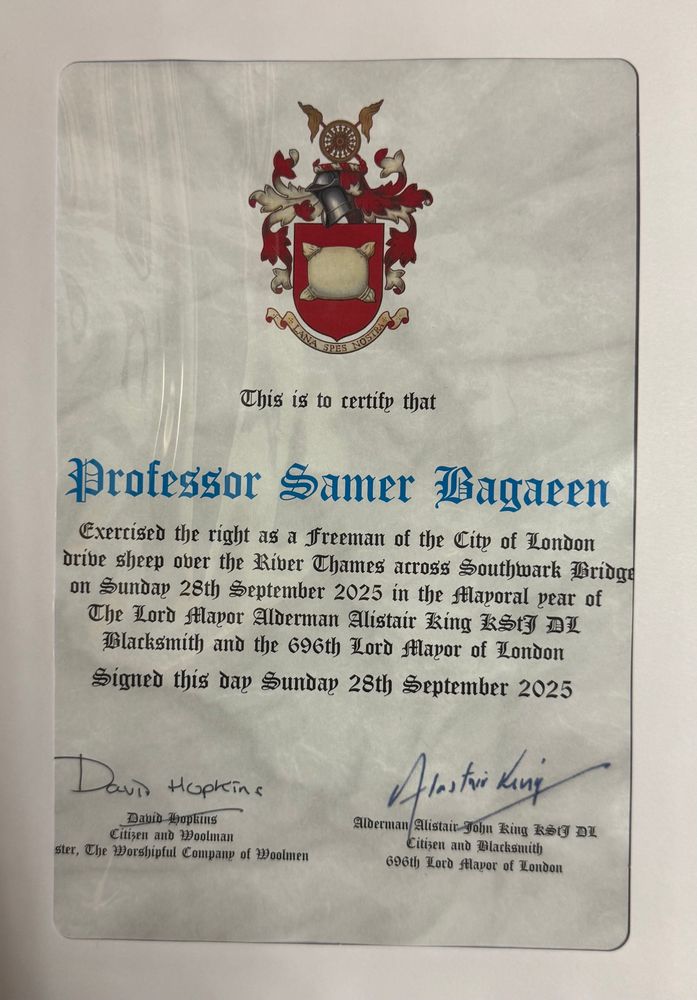 LANA SPES NOSTRA
This is to certify that
Professor Samer Bagaeen
Exercised the right as a Freeman of the City of London
drive sheep over the River Thames across Southwark Bridge
on Sunday 28th September 2025 in the Mayoral year of
The Lord Mayor Alderman Alistair King KStJ DL
Blacksmith and the 696th Lord Mayor of London
Signed this day Sunday 28th September 2025
David Hopkins
Alastair King
David Hopkins
Citizen and Woolman
ster, The Worshipful Company of Woolmen
Alderman Alistair John King KStJ DL
Citizen and Blacksmith
696th Lord Mayor of London